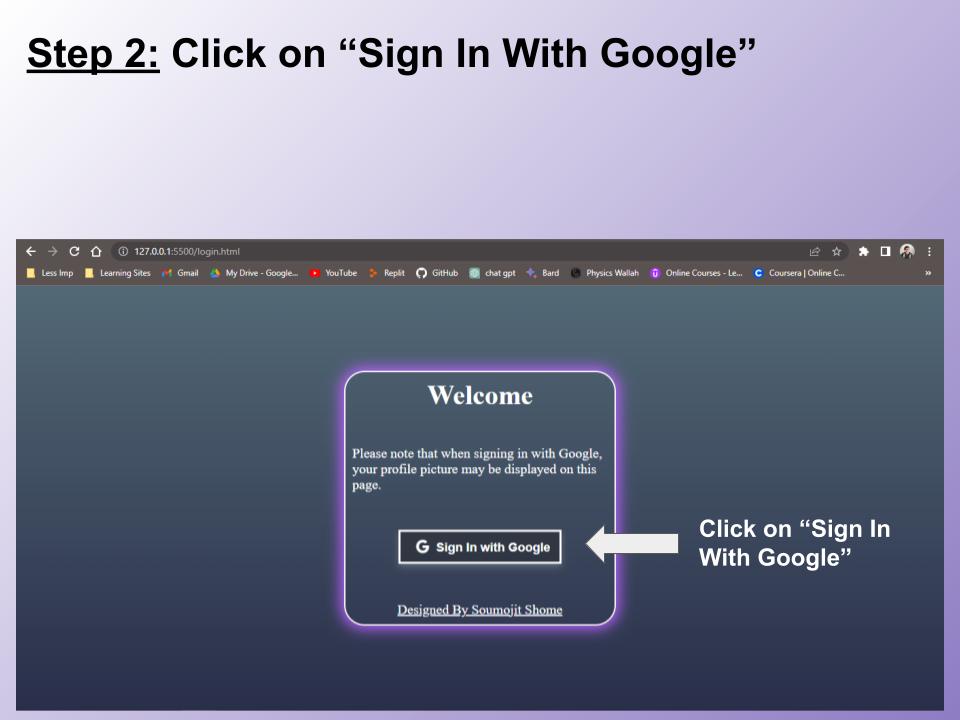 Step 2: Click on “Sign In With Google”
127.0.0.1:5500/login.html
Less Imp Learning Sites Gmail My Drive - Google... YouTube Replit GitHub chat gpt Bard Physics Wallah Online Courses - Le... Coursera | Online C... »
Welcome
Please note that when signing in with Google,
your profile picture may be displayed on this
page.
G Sign In with Google
Click on “Sign In
With Google”
Designed By Soumojit Shome